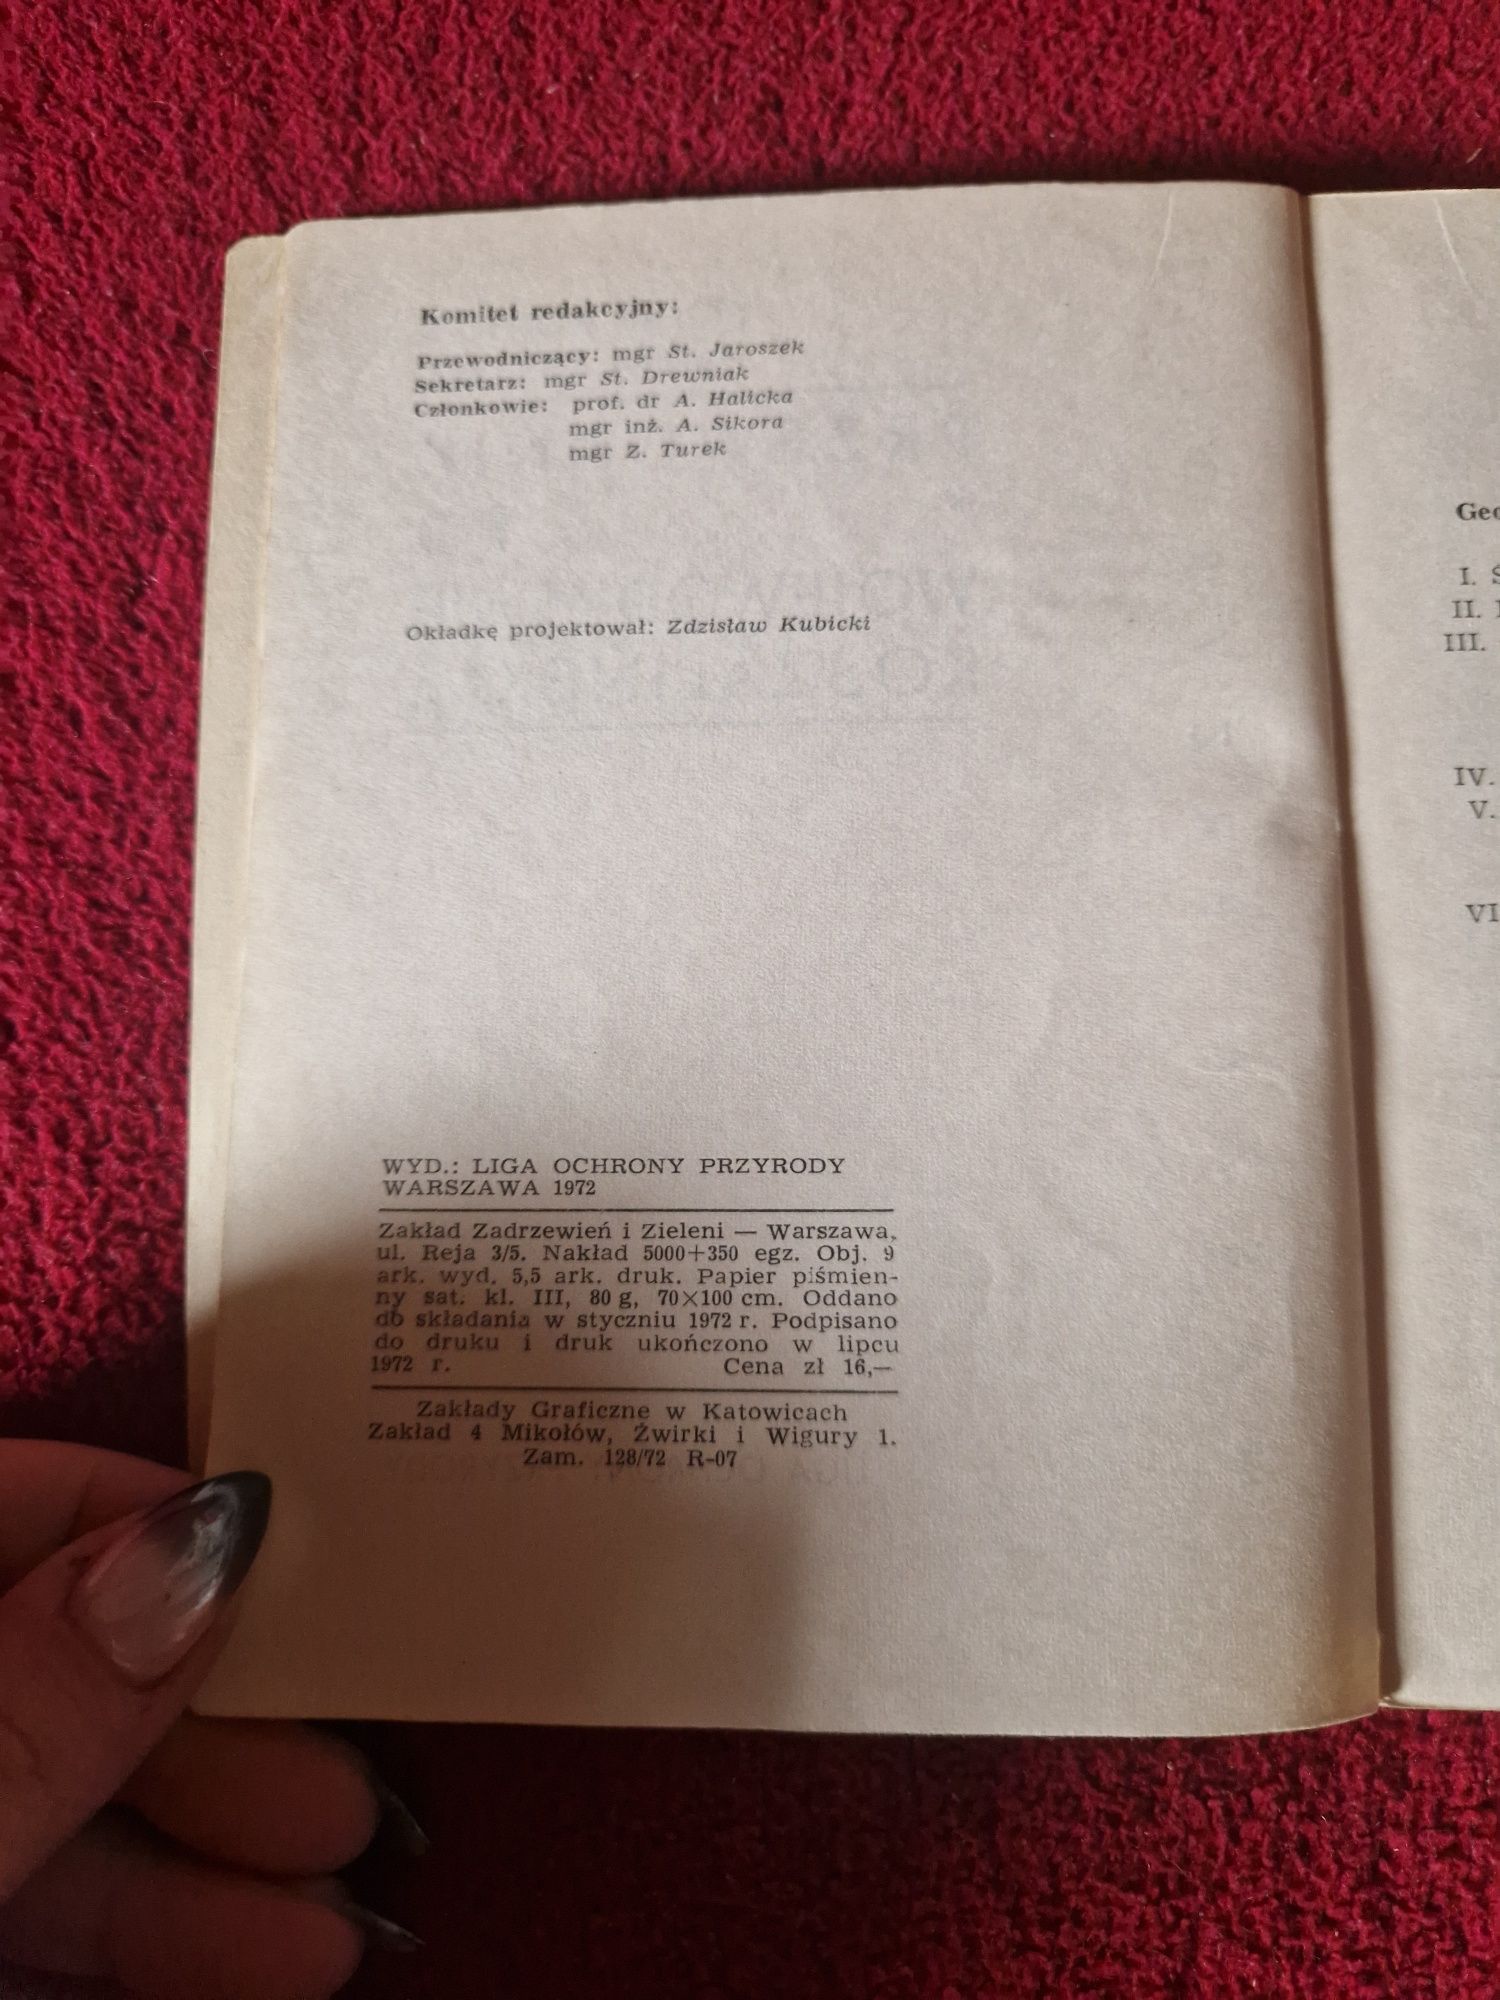 Komitet redakcyjny:
Przewodniczący: mgr St. Jaroszek
Sekretarz: mgr St. Drewniak
Członkowie: prof. dr A. Halicka
mgr inż. A. Sikora
mgr Z. Turek
Okładkę projektował: Zdzisław Kubicki
WYD.: LIGA OCHRONY PRZYRODY
WARSZAWA 1972
Zakład Zadrzewień i Zieleni — Warszawa,
ul. Reja 3/5. Nakład 5000+350 egz. Obj. 9
ark. wyd. 5,5 ark. druk. Papier piśmien-
ny sat. kl. III, 80 g, 70×100 cm. Oddano
do składania w styczniu 1972 r. Podpisano
do druku i druk ukończono w lipcu
1972 r. Cena zł 16,—
Zakłady Graficzne w Katowicach
Zakład 4 Mikołów, Żwirki i Wigury 1.
Zam. 128/72 R-07
I.
II.
III.
IV.
V.